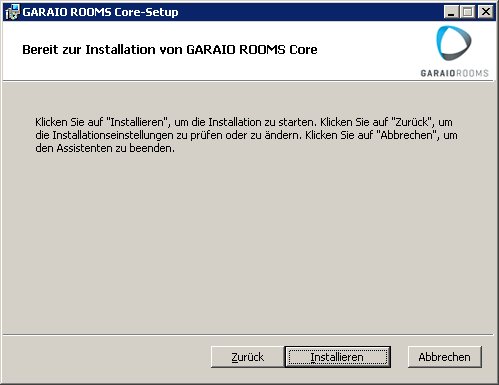 GARAIO ROOMS Core-Setup
Bereit zur Installation von GARAIO ROOMS Core
GARAIOROOMS
Klicken Sie auf "Installieren", um die Installation zu starten. Klicken Sie auf "Zurück", um
die Installationseinstellungen zu prüfen oder zu ändern. Klicken Sie auf "Abbrechen", um
den Assistenten zu beenden.
Zurück
Installieren
Abbrechen